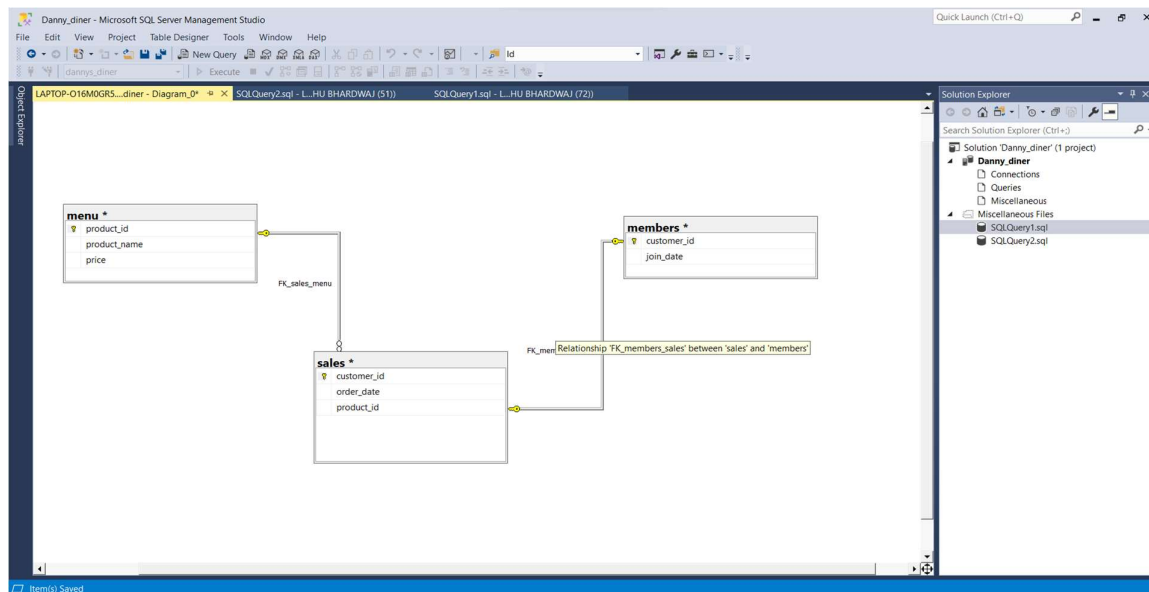 Danny_diner - Microsoft SQL Server Management Studio
Quick Launch (Ctrl+Q)
File Edit View Project Table Designer Tools Window Help
New Query
Id
dannys_diner
Execute
Object Explorer
LAPTOP-O16M0GR5....diner - Diagram_0*
SQLQuery2.sql - L...HU BHARDWAJ (51))
SQLQuery1.sql - L...HU BHARDWAJ (72))
menu *
product_id
product_name
price
FK_sales_menu
members *
customer_id
join_date
FK_mem
Relationship 'FK_members_sales' between 'sales' and 'members'
sales *
customer_id
order_date
product_id
Solution Explorer
Search Solution Explorer (Ctrl+;)
Solution 'Danny_diner' (1 project)
Danny_diner
Connections
Queries
Miscellaneous
Miscellaneous Files
SQLQuery1.sql
SQLQuery2.sql
Item(s) Saved